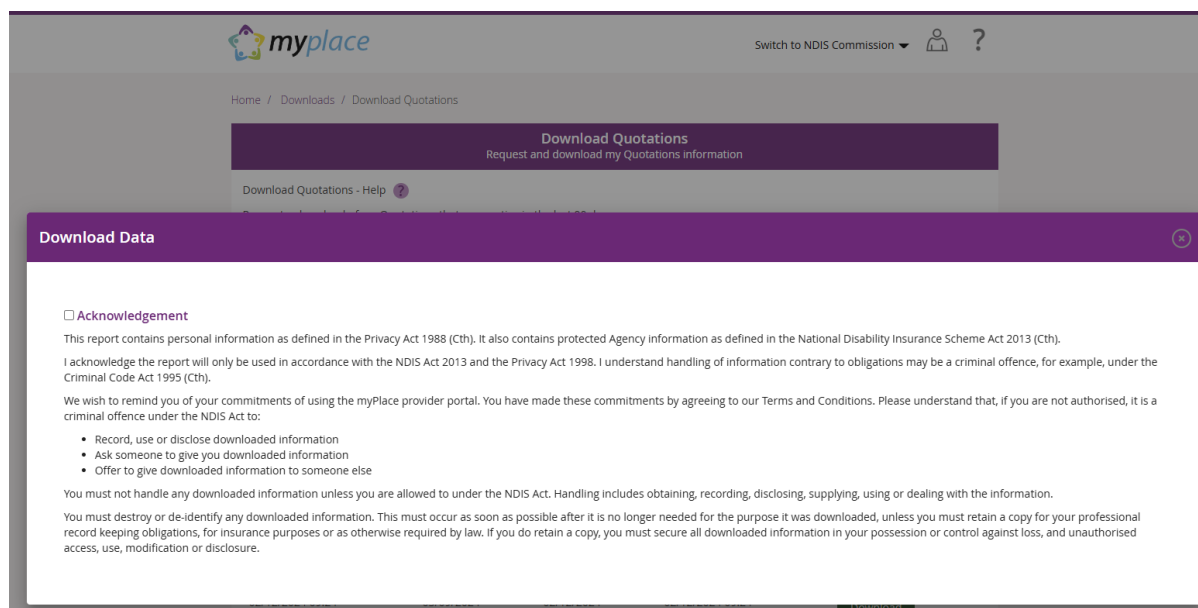 myplace
Switch to NDIS Commission
?
Home / Downloads / Download Quotations
Download Quotations
Request and download my Quotations information
Download Quotations - Help ?
Download Data
Acknowledgement
This report contains personal information as defined in the Privacy Act 1988 (Cth). It also contains protected Agency information as defined in the National Disability Insurance Scheme Act 2013 (Cth).
I acknowledge the report will only be used in accordance with the NDIS Act 2013 and the Privacy Act 1998. I understand handling of information contrary to obligations may be a criminal offence, for example, under the
Criminal Code Act 1995 (Cth).
We wish to remind you of your commitments of using the myPlace provider portal. You have made these commitments by agreeing to our Terms and Conditions. Please understand that, if you are not authorised, it is a
criminal offence under the NDIS Act to:
• Record, use or disclose downloaded information
• Ask someone to give you downloaded information
• Offer to give downloaded information to someone else
You must not handle any downloaded information unless you are allowed to under the NDIS Act. Handling includes obtaining, recording, disclosing, supplying, using or dealing with the information.
You must destroy or de-identify any downloaded information. This must occur as soon as possible after it is no longer needed for the purpose it was downloaded, unless you must retain a copy for your professional
record keeping obligations, for insurance purposes or as otherwise required by law. If you do retain a copy, you must secure all downloaded information in your possession or control against loss, and unauthorised
access, use, modification or disclosure.
Download